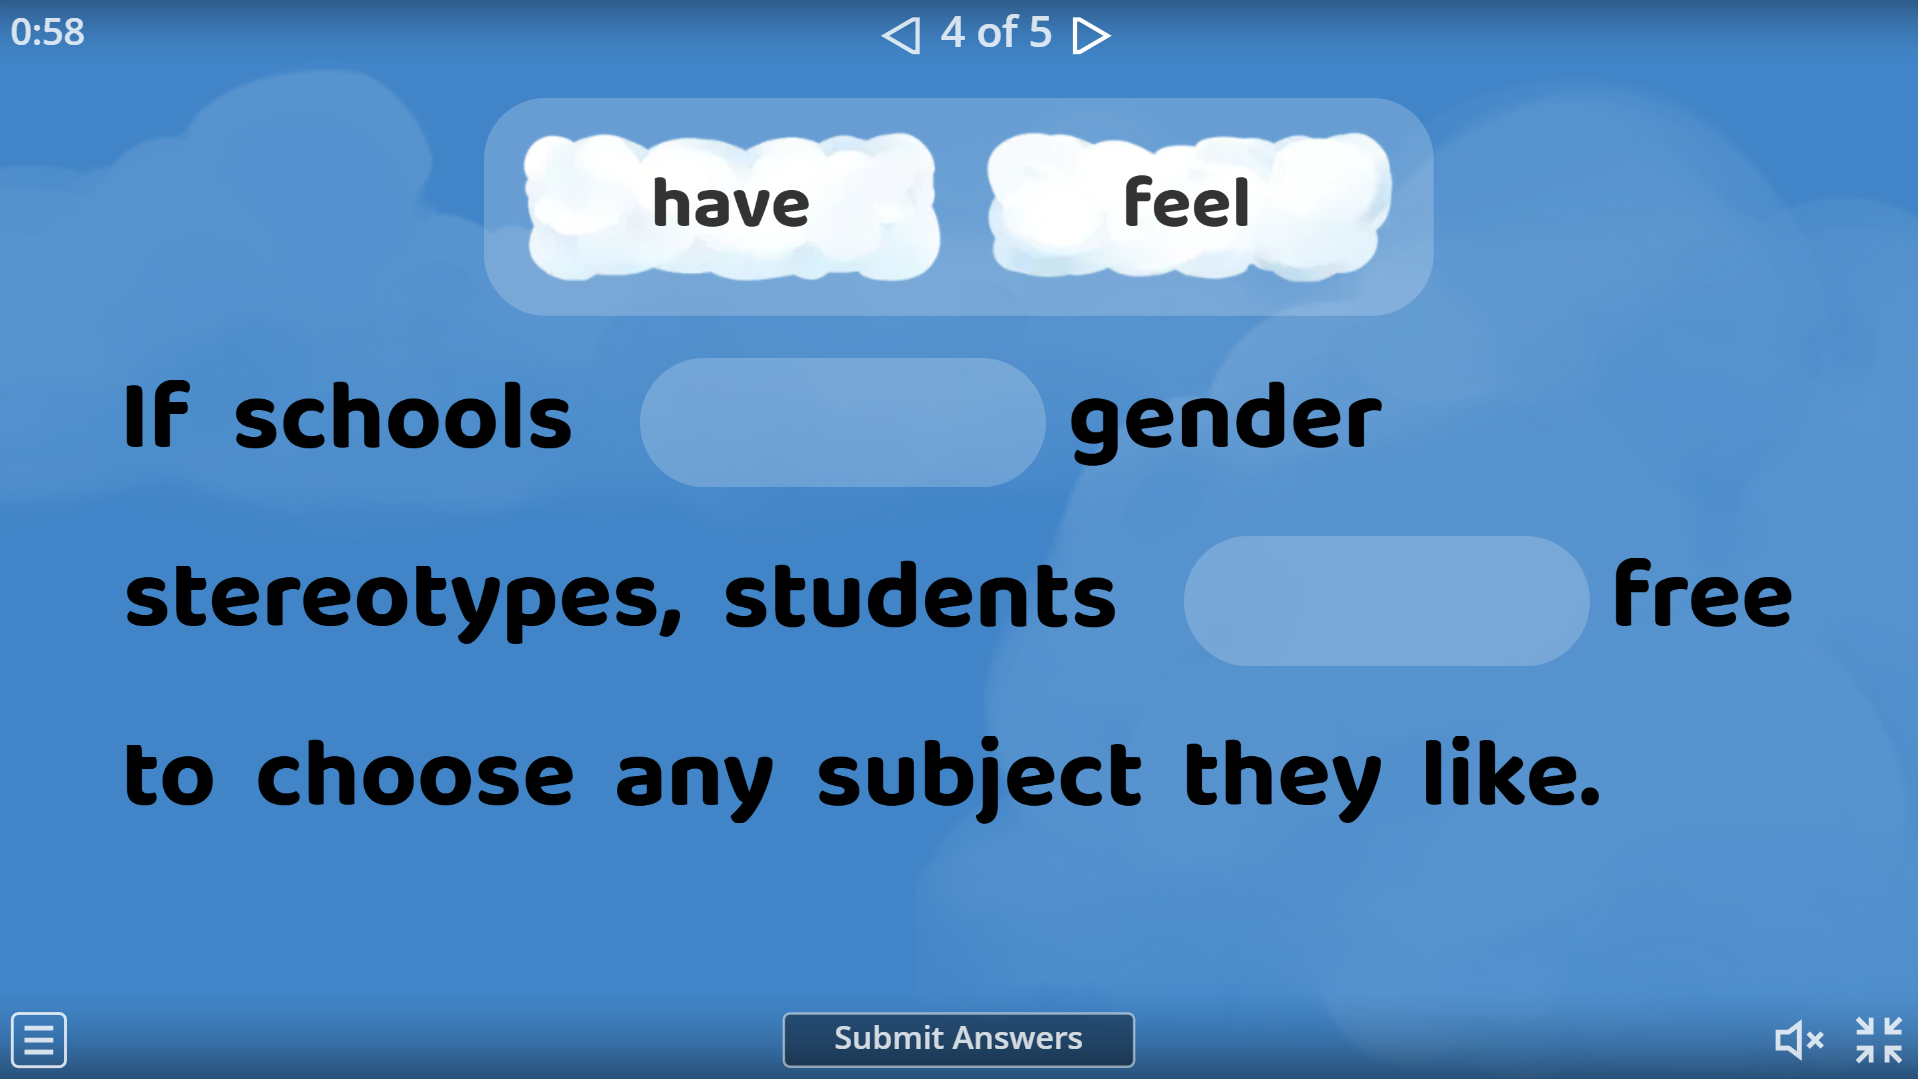 0:58
4 of 5
have feel
If schools gender
stereotypes, students free
to choose any subject they like.
Submit Answers